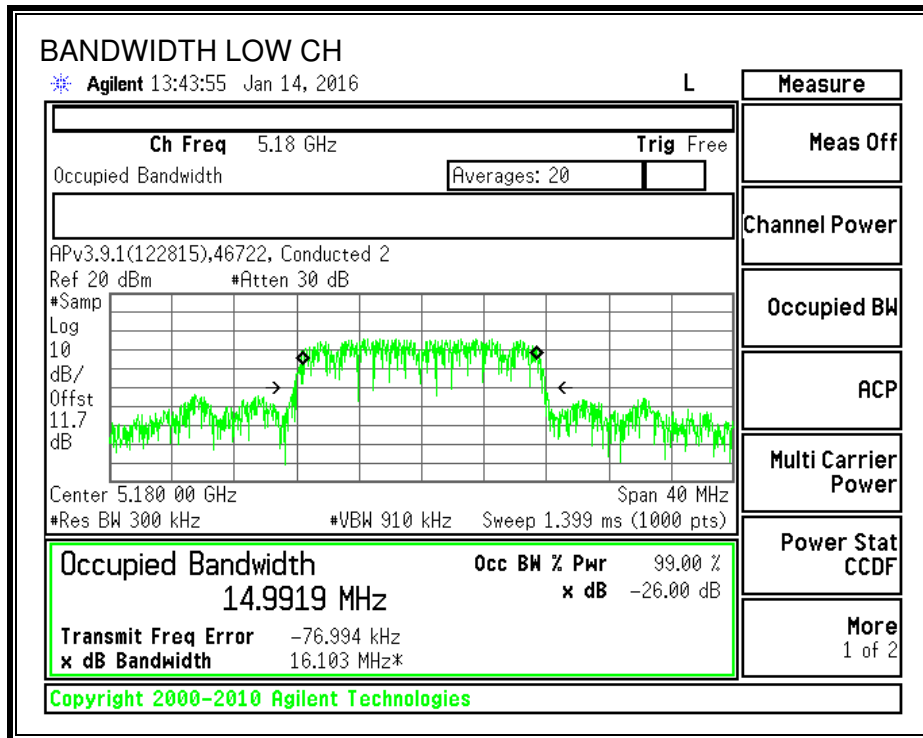 BANDWIDTH LOW CH
Agilent 13:43:55 Jan 14, 2016 L
Measure
Ch Freq 5.18 GHz Trig Free
Meas Off
Occupied Bandwidth Averages: 20
Channel Power
APv3.9.1(122815),46722, Conducted 2
Ref 20 dBm #Atten 30 dB
#Samp
Log
10
dB/
Offst
11.7
dB
Occupied BW
ACP
Multi Carrier
Power
Center 5.180 00 GHz Span 40 MHz
#Res BW 300 kHz #VBW 910 kHz Sweep 1.399 ms (1000 pts)
Power Stat
CCDF
Occupied Bandwidth Occ BW % Pwr 99.00 %
14.9919 MHz x dB -26.00 dB
Transmit Freq Error -76.994 kHz
x dB Bandwidth 16.103 MHz*
More
1 of 2
Copyright 2000-2010 Agilent Technologies